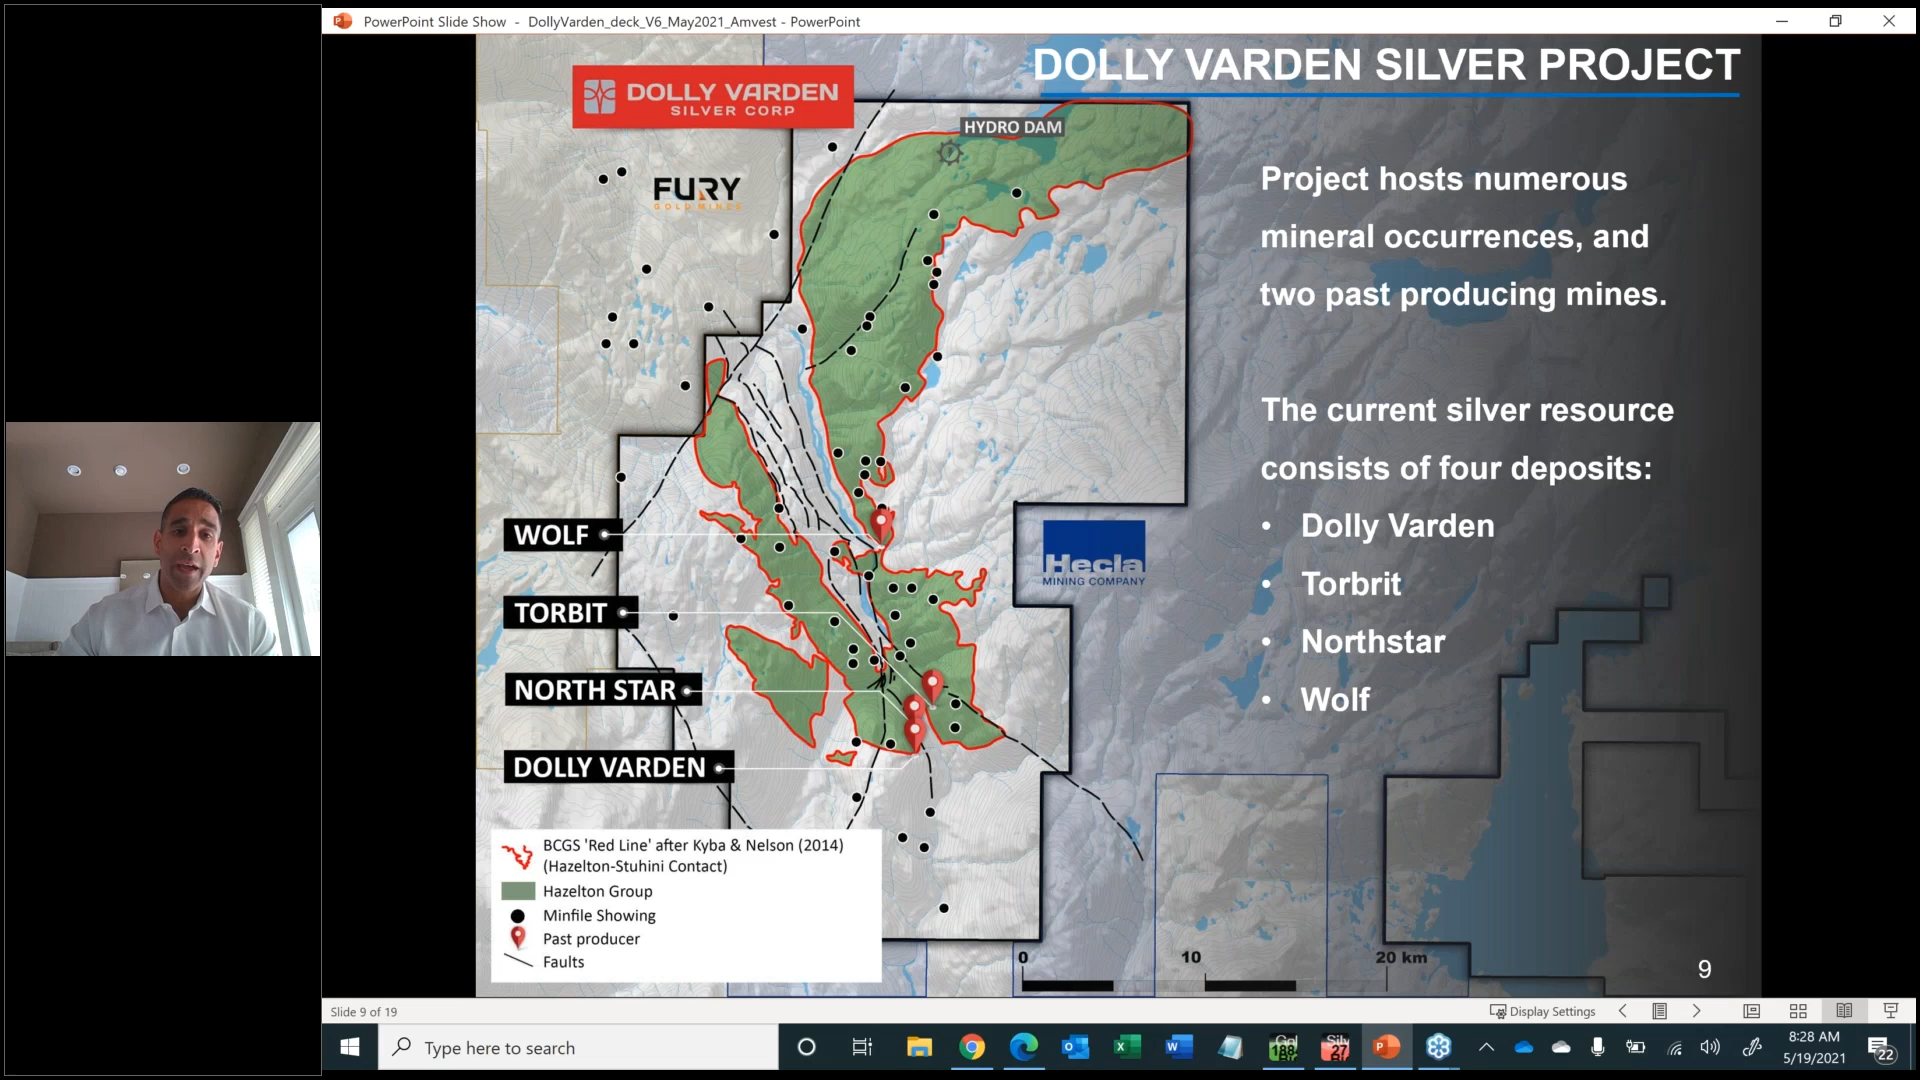 PowerPoint Slide Show - DollyVarden_deck_V6_May2021_Amvest - PowerPoint
DOLLY VARDEN SILVER PROJECT
DOLLY VARDEN
SILVER CORP
HYDRO DAM
FURY
GOLD MINES
Project hosts numerous
mineral occurrences, and
two past producing mines.
The current silver resource
consists of four deposits:
• Dolly Varden
• Torbrit
• Northstar
• Wolf
WOLF
TORBIT
NORTH STAR
DOLLY VARDEN
Hecla
MINING COMPANY
BCGS 'Red Line' after Kyba & Nelson (2014)
(Hazelton-Stuhini Contact)
Hazelton Group
Minfile Showing
Past producer
Faults
0 10 20 km
9
Slide 9 of 19
Display Settings
Type here to search
8:28 AM
5/19/2021
22